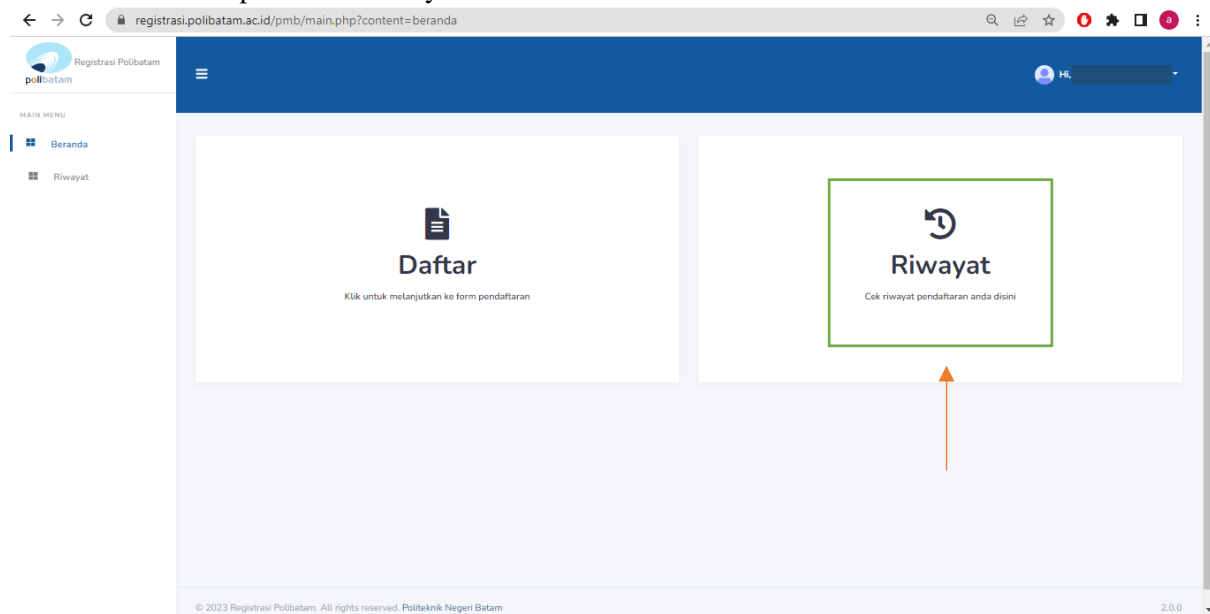 registrasi.polibatam.ac.id/pmb/main.php?content=beranda
a
Registrasi Polibatam
polibatam
Hi,
MAIN MENU
Beranda
Riwayat
Daftar
Klik untuk melanjutkan ke form pendaftaran
Riwayat
Cek riwayat pendaftaran anda disini
© 2023 Registrasi Polibatam. All rights reserved. Politeknik Negeri Batam
2.0.0